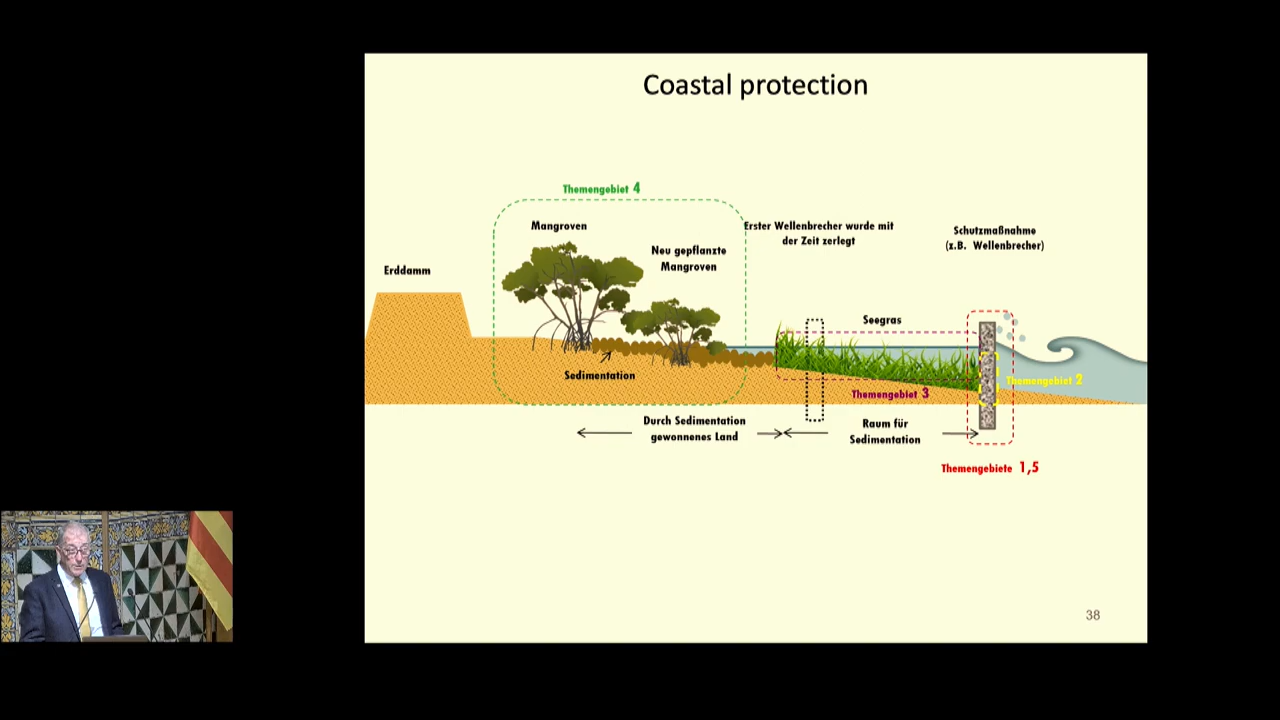 Coastal protection
Themengebiet 4
Mangroven
Erster Wellenbrecher wurde mit
der Zeit zerlegt
Schutzmaßnahme
(z.B. Wellenbrecher)
Neu gepflanzte
Mangroven
Erddamm
Seegras
Sedimentation
Themengebiet 2
Themengebiet 3
Durch Sedimentation
gewonnenes Land
Raum für
Sedimentation
Themengebiete 1,5
38